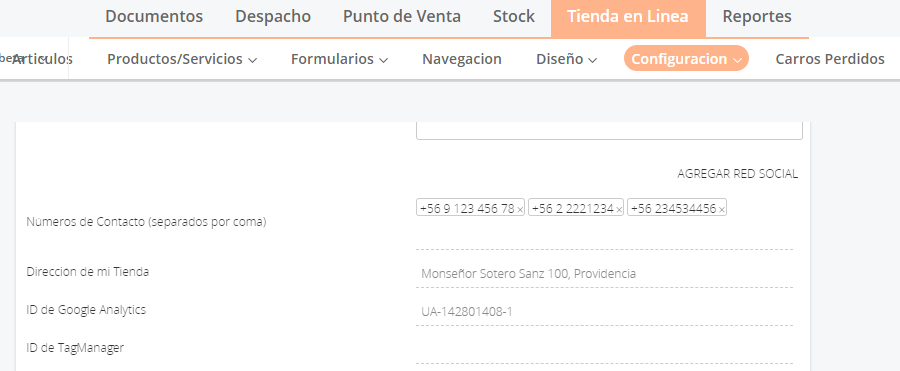 Documentos Despacho Punto de Venta Stock Tienda en Linea Reportes
Articulos Productos/Servicios Formularios Navegacion Diseño Configuracion Carros Perdidos
AGREGAR RED SOCIAL
+56 9 123 456 78 × +56 2 2221234 × +56 234534456 ×
Números de Contacto (separados por coma)
Direccion de mi Tienda
Monseñor Sotero Sanz 100, Providencia
ID de Google Analytics
UA-142801408-1
ID de TagManager